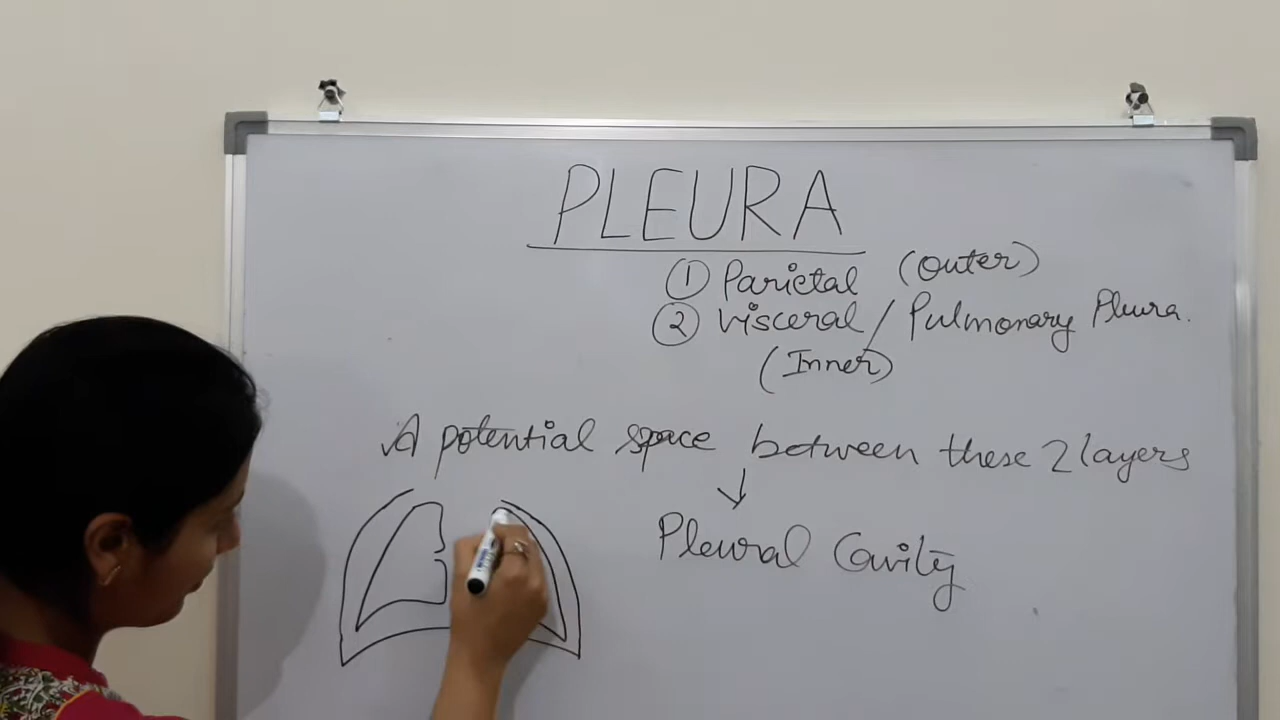 PLEURA
① Parietal (Outer)
② Visceral / Pulmonary Pleura.
(Inner)
A potential space between these 2 layers
↓
Pleural Cavity